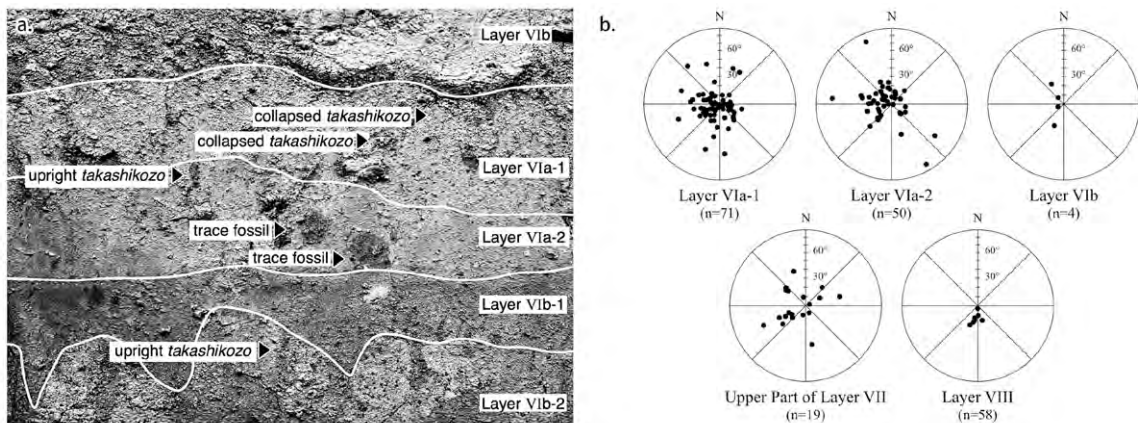 a.
Layer VIb
collapsed takashikozo
collapsed takashikozo
Layer VIa-1
upright takashikozo
trace fossil
Layer VIa-2
trace fossil
Layer VIb-1
upright takashikozo
Layer VIb-2
b.
N
60°
30°
Layer VIa-1
(n=71)
N
60°
30°
Layer VIa-2
(n=50)
N
60°
30°
Layer VIb
(n=4)
N
60°
30°
Upper Part of Layer VII
(n=19)
N
60°
30°
Layer VIII
(n=58)